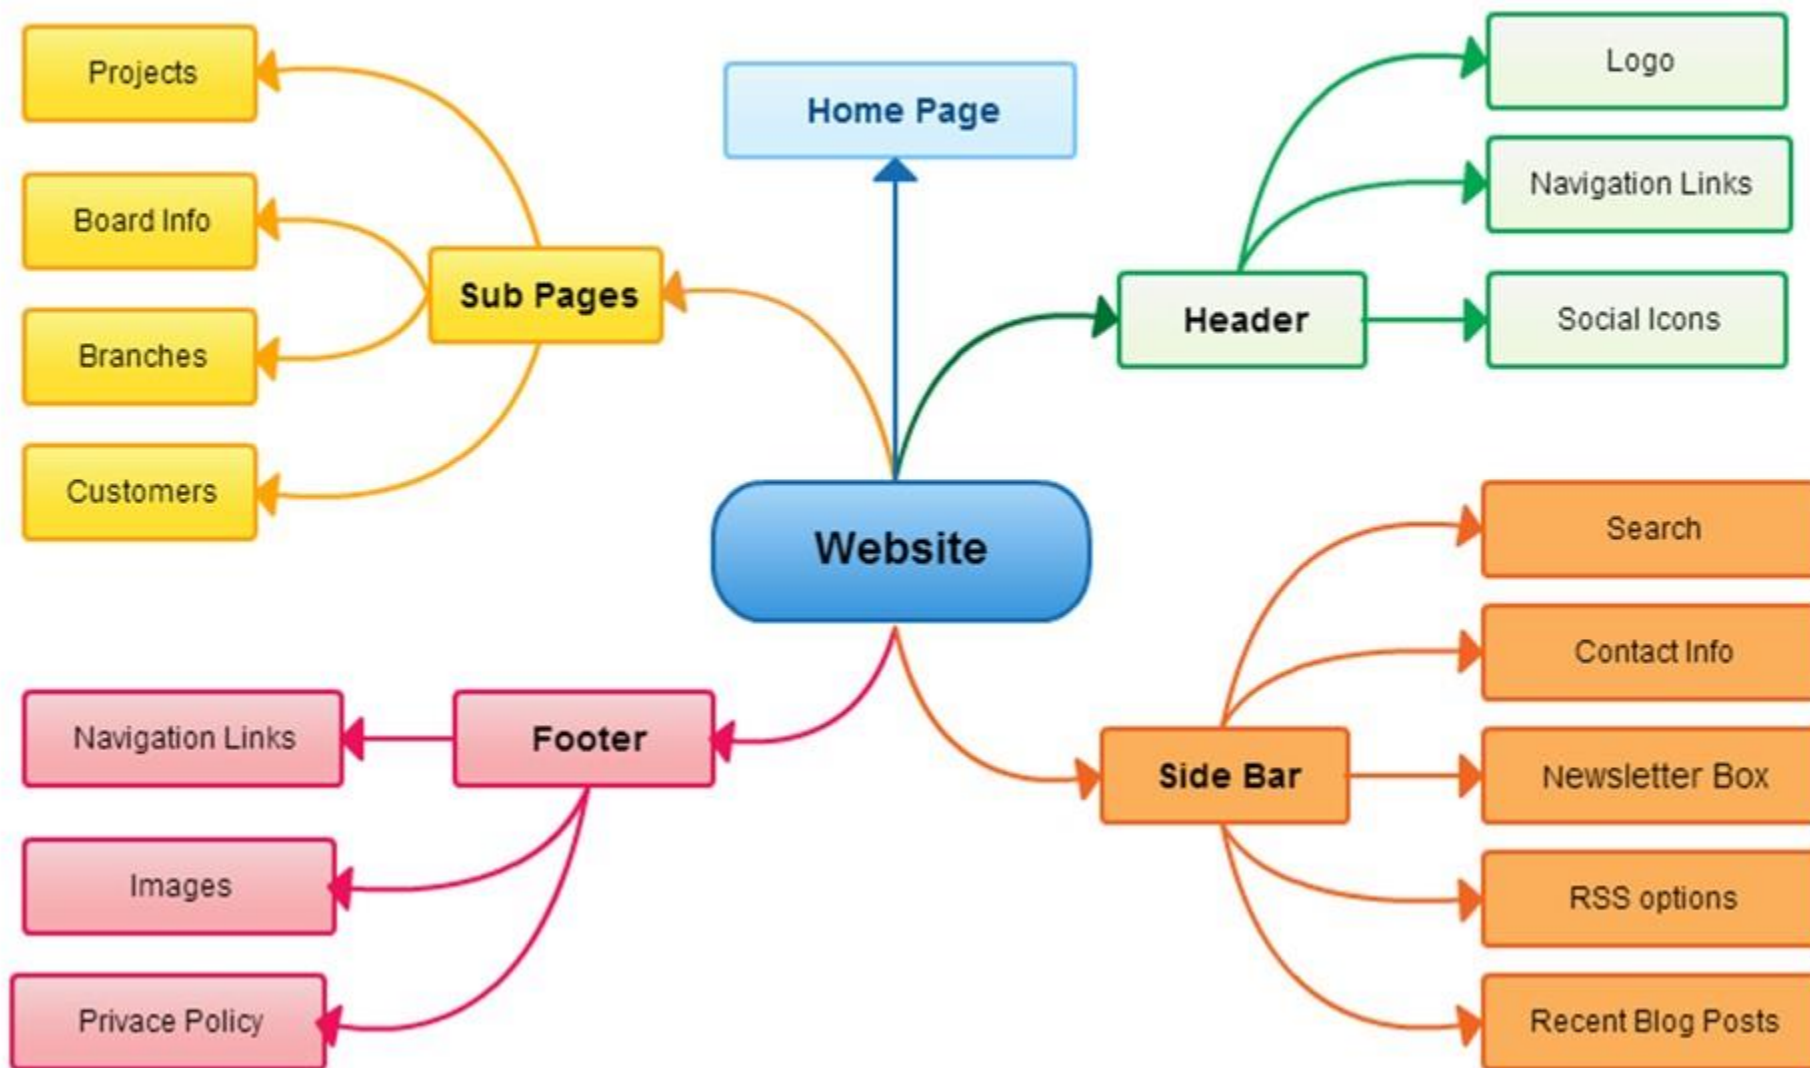 Projects
Board Info
Branches
Customers
Sub Pages
Home Page
Header
Logo
Navigation Links
Social Icons
Website
Footer
Navigation Links
Images
Privace Policy
Side Bar
Search
Contact Info
Newsletter Box
RSS options
Recent Blog Posts